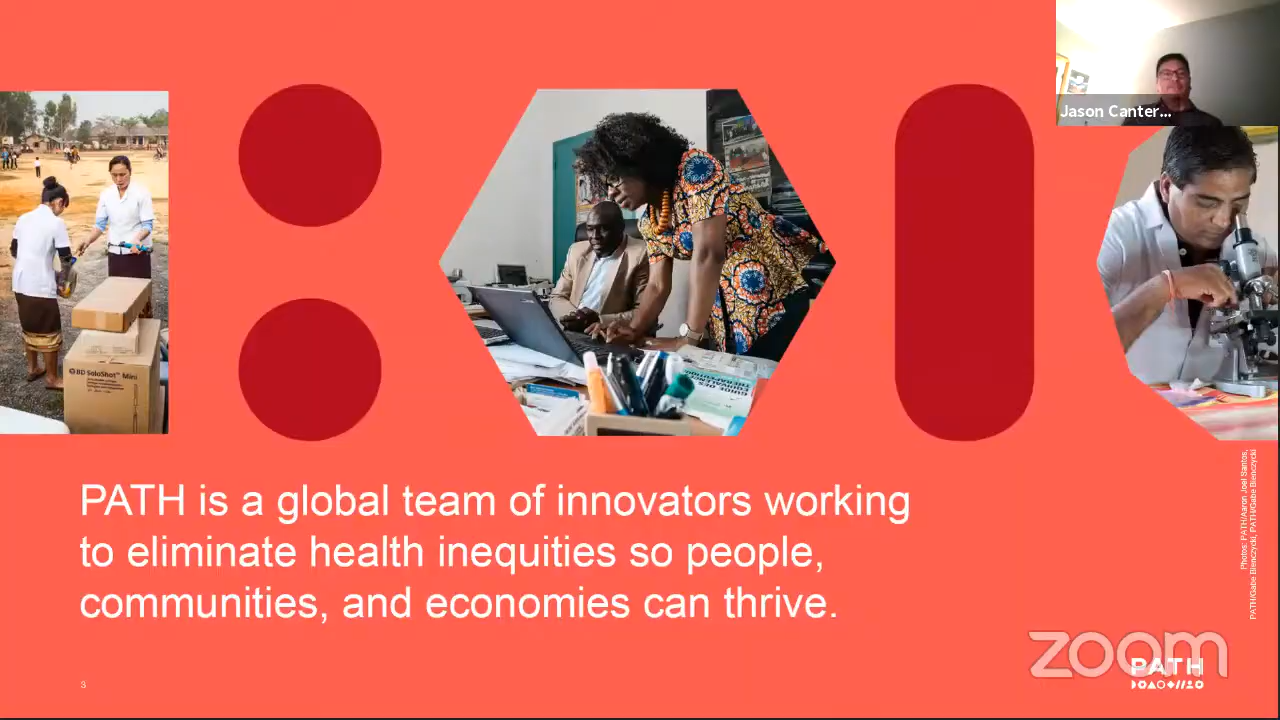 Jason Canter...
BD SoloShot™ Mini
PATH is a global team of innovators working
to eliminate health inequities so people,
communities, and economies can thrive.
Photos: PATH/Aaron Joel Santos,
PATH/Gabe Bienczycki, PATH/Gabe Bienczycki
zoom
PATH
3